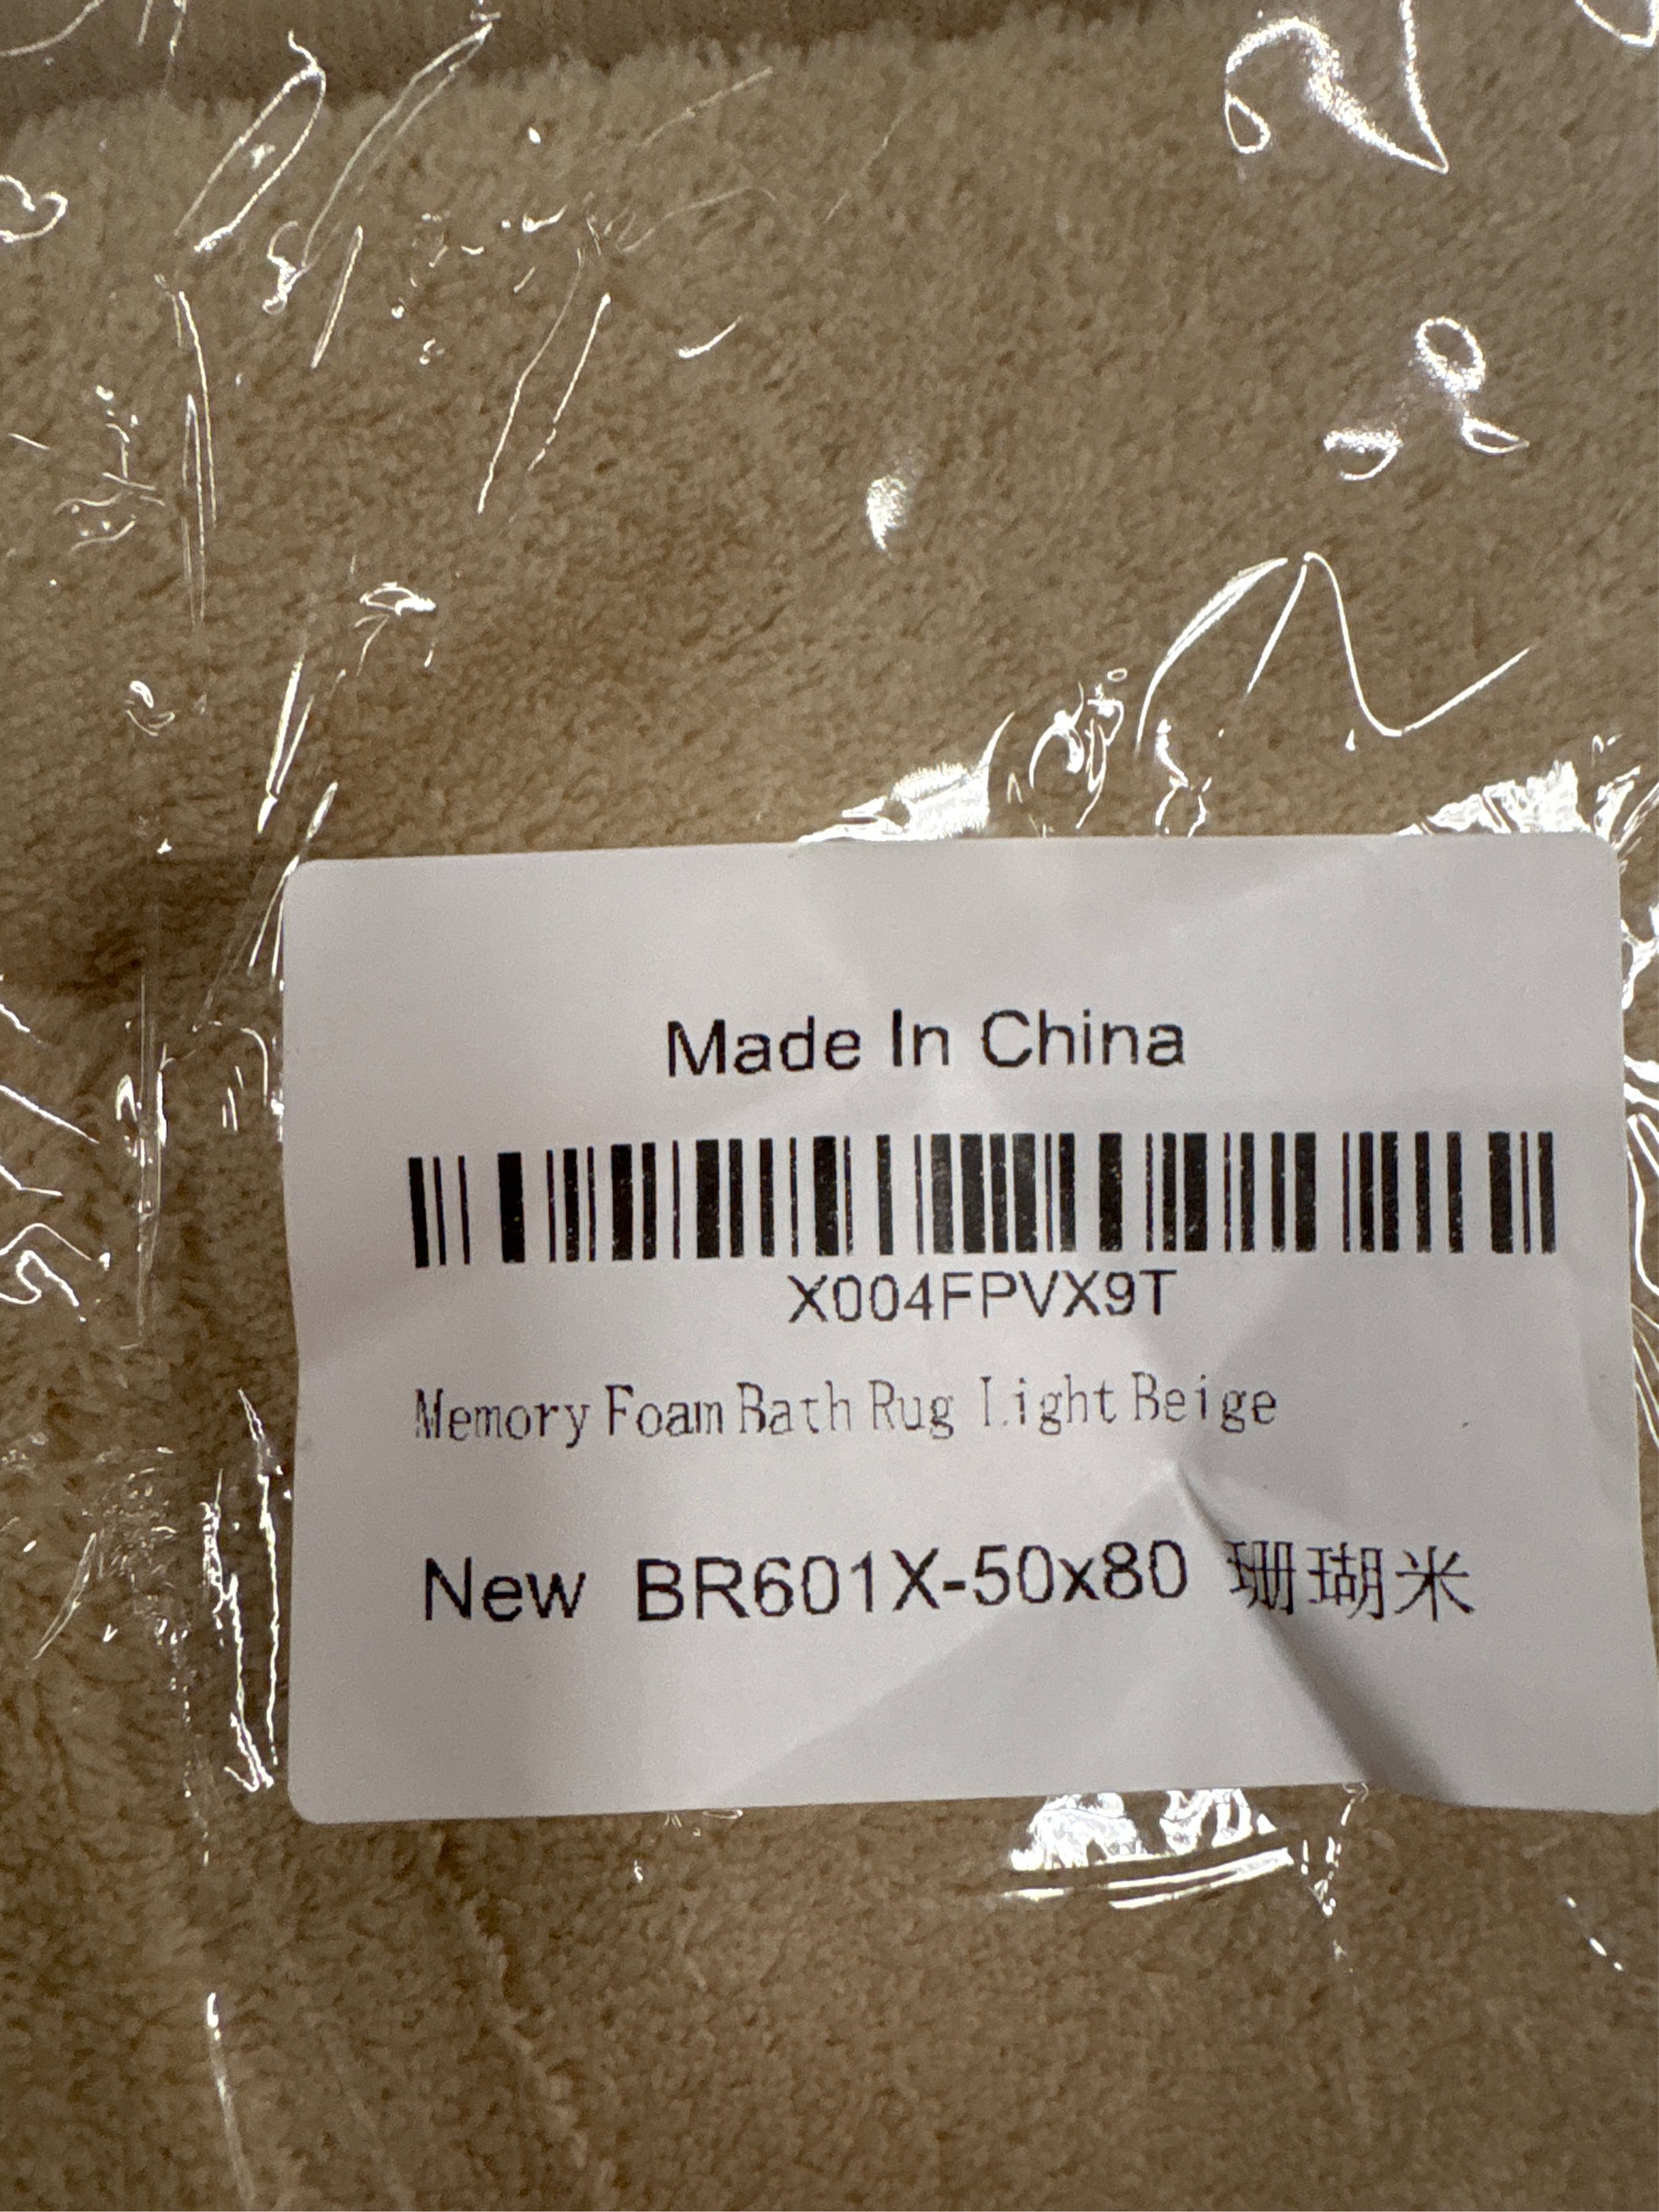 Made In China
X004FPVX9T
Memory Foam Bath Rug Light Beige
New BR601X-50x80 珊瑚米